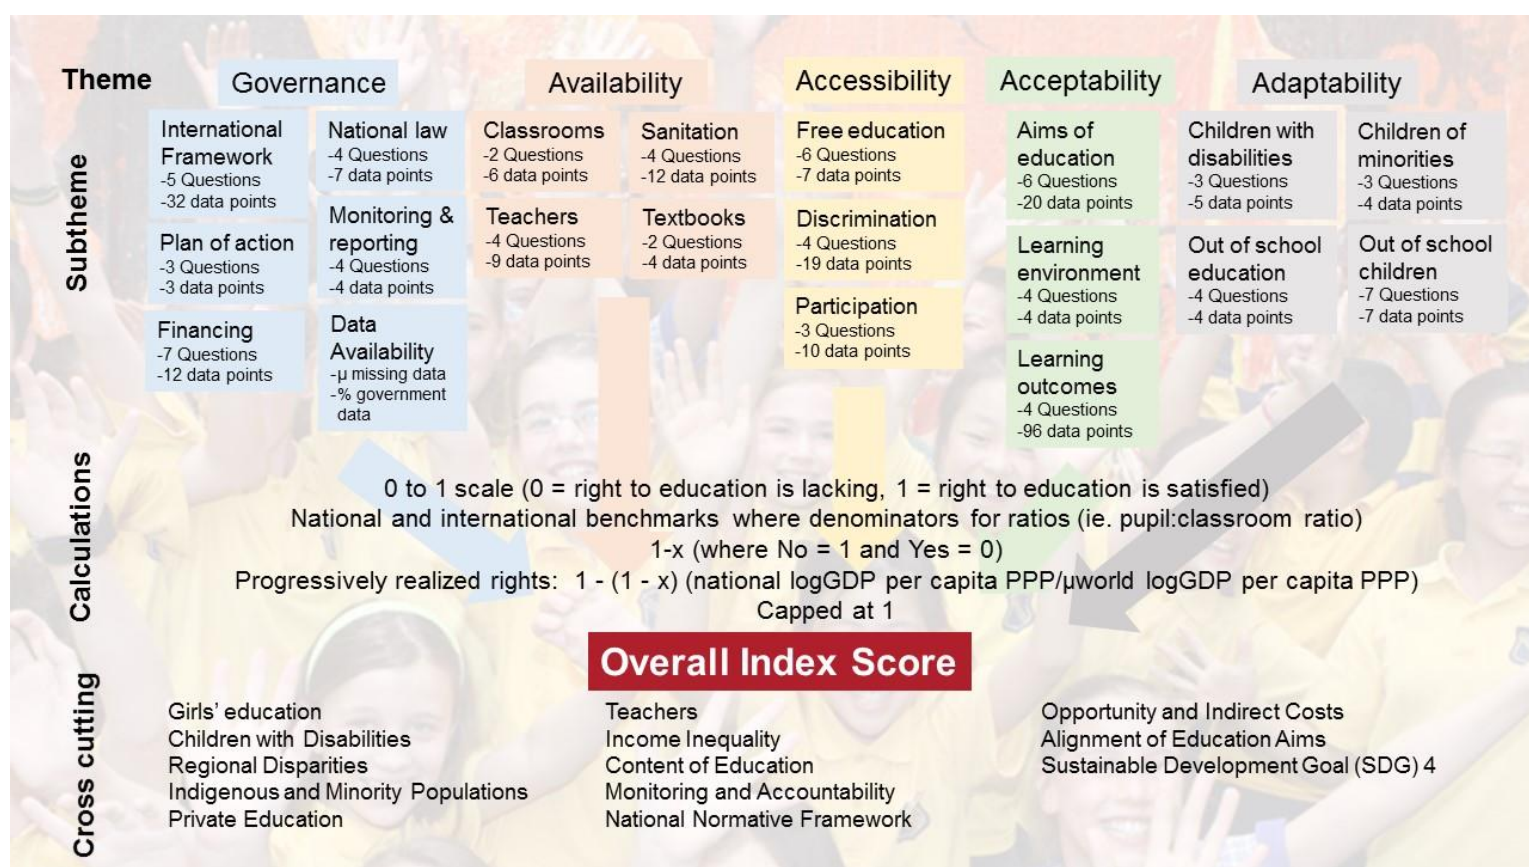 Theme
Governance
Availability
Accessibility
Acceptability
Adaptability
Subtheme
International
Framework
-5 Questions
-32 data points
Plan of action
-3 Questions
-3 data points
Financing
-7 Questions
-12 data points
National law
-4 Questions
-7 data points
Monitoring &
reporting
-4 Questions
-4 data points
Data
Availability
-μ missing data
-% government
data
Classrooms
-2 Questions
-6 data points
Teachers
-4 Questions
-9 data points
Sanitation
-4 Questions
-12 data points
Textbooks
-2 Questions
-4 data points
Free education
-6 Questions
-7 data points
Discrimination
-4 Questions
-19 data points
Participation
-3 Questions
-10 data points
Aims of
education
-6 Questions
-20 data points
Learning
environment
-4 Questions
-4 data points
Learning
outcomes
-4 Questions
-96 data points
Children with
disabilities
-3 Questions
-5 data points
Out of school
education
-4 Questions
-4 data points
Children of
minorities
-3 Questions
-4 data points
Out of school
children
-7 Questions
-7 data points
Calculations
0 to 1 scale (0 = right to education is lacking, 1 = right to education is satisfied)
National and international benchmarks where denominators for ratios (ie. pupil:classroom ratio)
1-x (where No = 1 and Yes = 0)
Progressively realized rights: 1 - (1 - x) (national logGDP per capita PPP/μworld logGDP per capita PPP)
Capped at 1
Overall Index Score
Cross cutting
Girls' education
Children with Disabilities
Regional Disparities
Indigenous and Minority Populations
Private Education
Teachers
Income Inequality
Content of Education
Monitoring and Accountability
National Normative Framework
Opportunity and Indirect Costs
Alignment of Education Aims
Sustainable Development Goal (SDG) 4